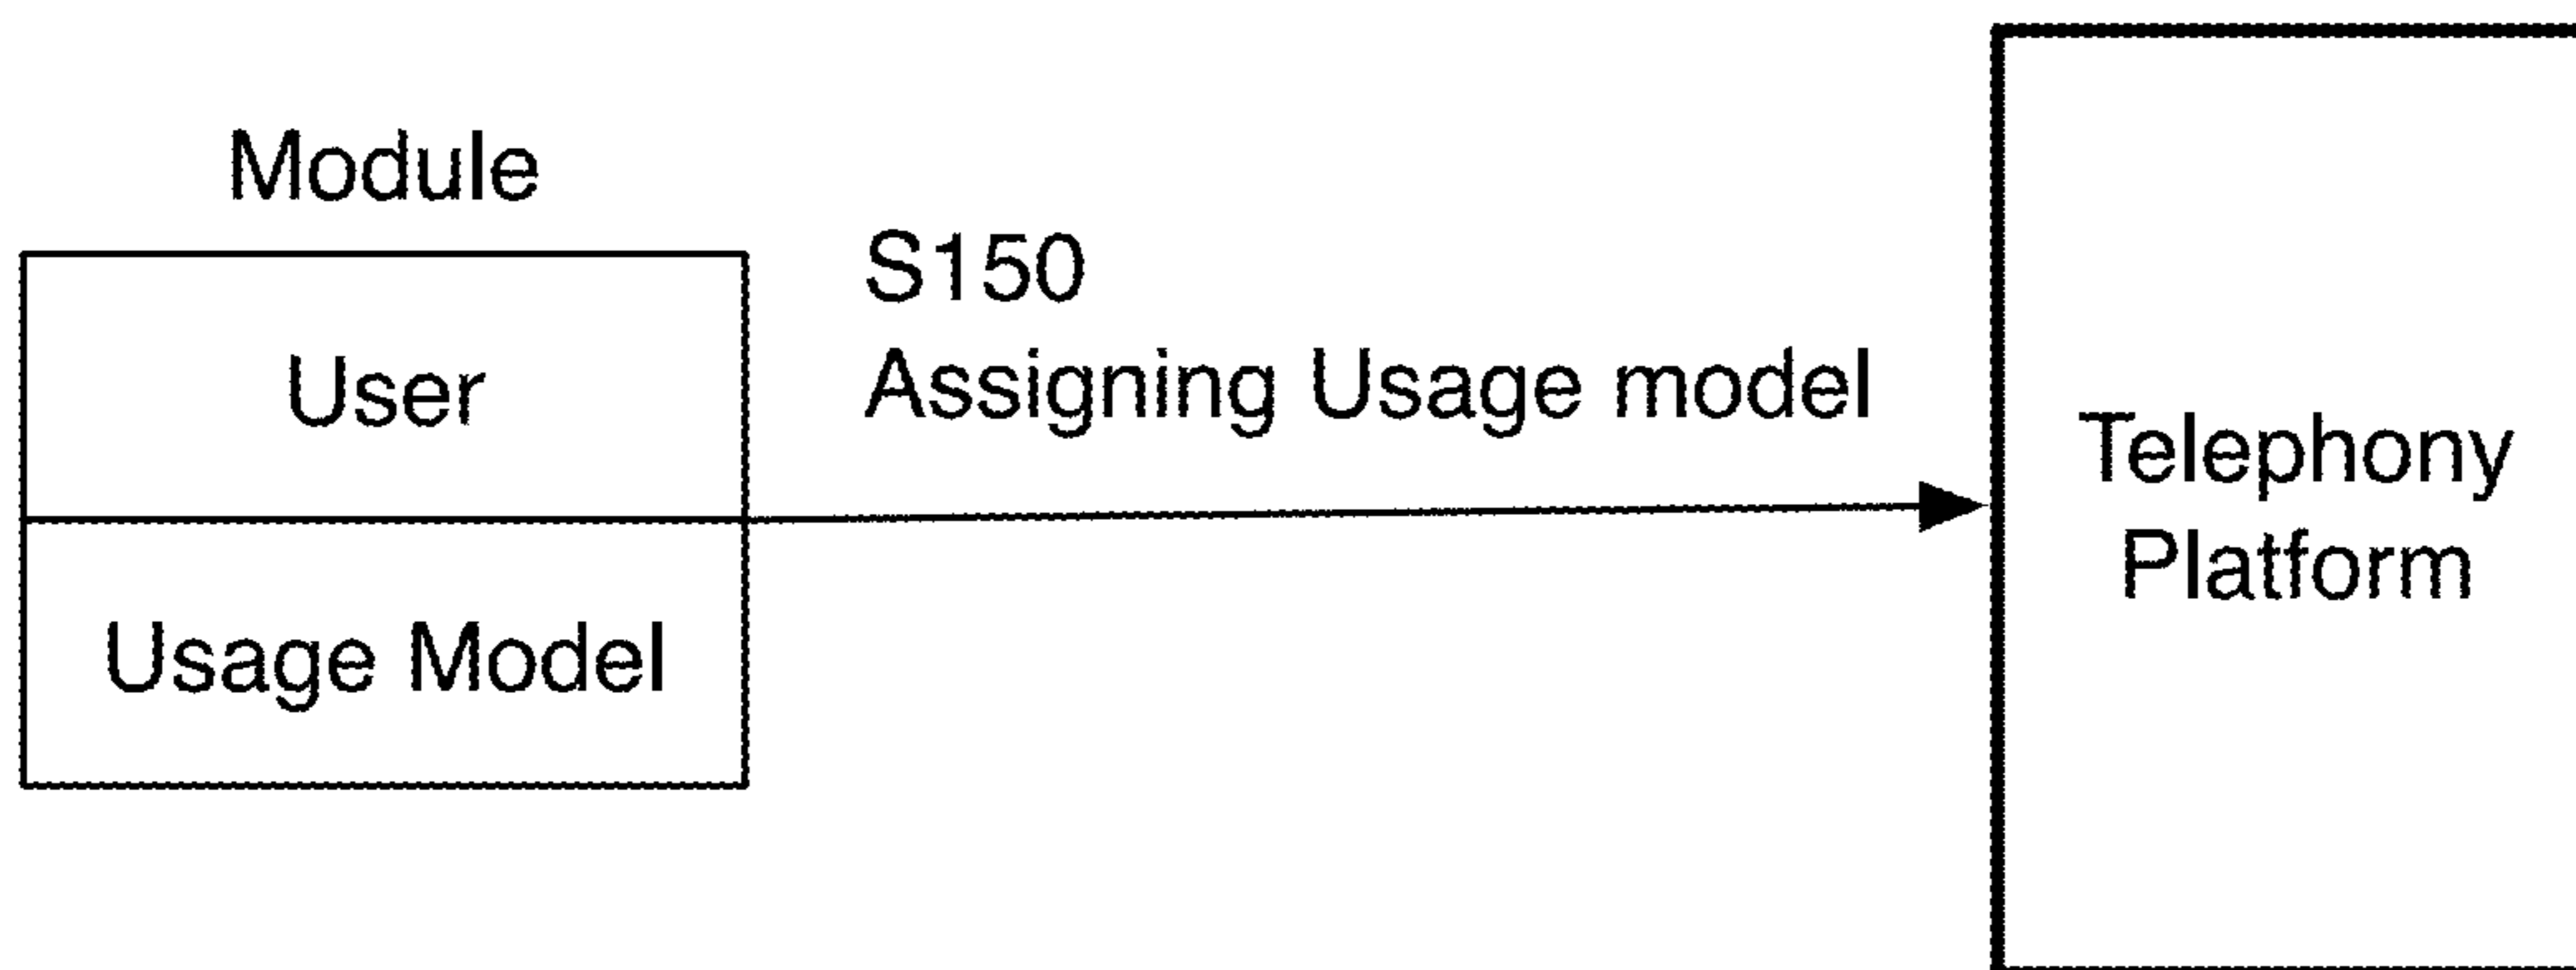 Module
User
Usage Model
S150
Assigning Usage model
Telephony
Platform